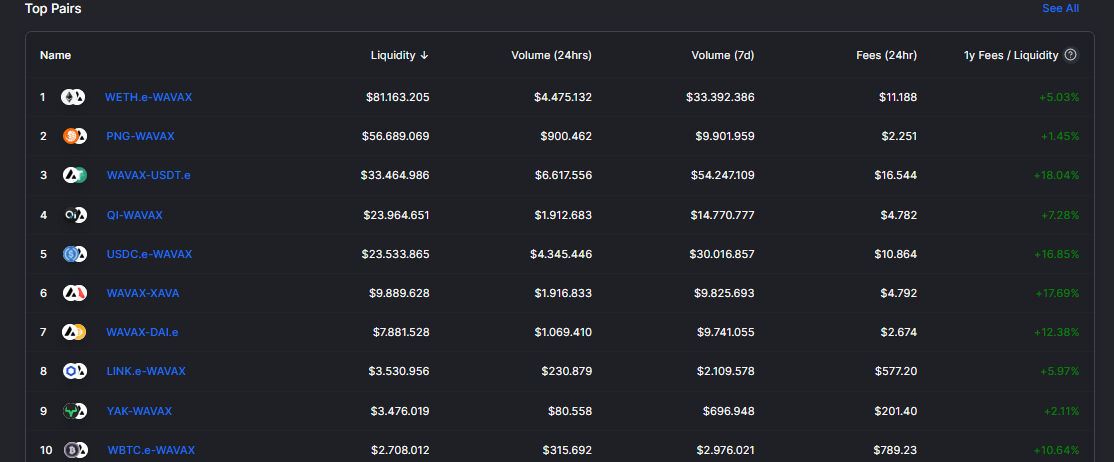 Top Pairs See All
Name Liquidity ↓ Volume (24hrs) Volume (7d) Fees (24hr) 1y Fees / Liquidity ?
1 WETH.e-WAVAX $81.163.205 $4.475.132 $33.392.386 $11.188 +5.03%
2 PNG-WAVAX $56.689.069 $900.462 $9.901.959 $2.251 +1.45%
3 WAVAX-USDT.e $33.464.986 $6.617.556 $54.247.109 $16.544 +18.04%
4 Qi QI-WAVAX $23.964.651 $1.912.683 $14.770.777 $4.782 +7.28%
5 USDC.e-WAVAX $23.533.865 $4.345.446 $30.016.857 $10.864 +16.85%
6 WAVAX-XAVA $9.889.628 $1.916.833 $9.825.693 $4.792 +17.69%
7 WAVAX-DAI.e $7.881.528 $1.069.410 $9.741.055 $2.674 +12.38%
8 LINK.e-WAVAX $3.530.956 $230.879 $2.109.578 $577.20 +5.97%
9 YAK-WAVAX $3.476.019 $80.558 $696.948 $201.40 +2.11%
10 WBTC.e-WAVAX $2.708.012 $315.692 $2.976.021 $789.23 +10.64%